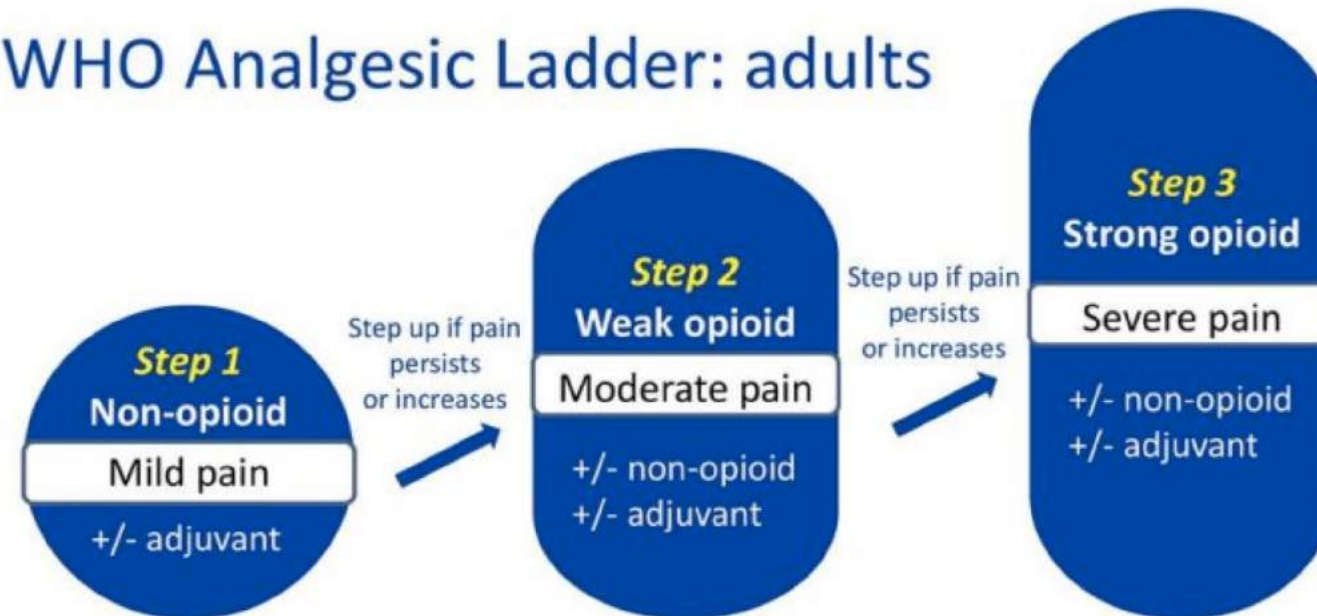 WHO Analgesic Ladder: adults
Step 1
Non-opioid
Mild pain
+/- adjuvant
Step up if pain
persists
or increases
Step 2
Weak opioid
Moderate pain
+/- non-opioid
+/- adjuvant
Step up if pain
persists
or increases
Step 3
Strong opioid
Severe pain
+/- non-opioid
+/- adjuvant